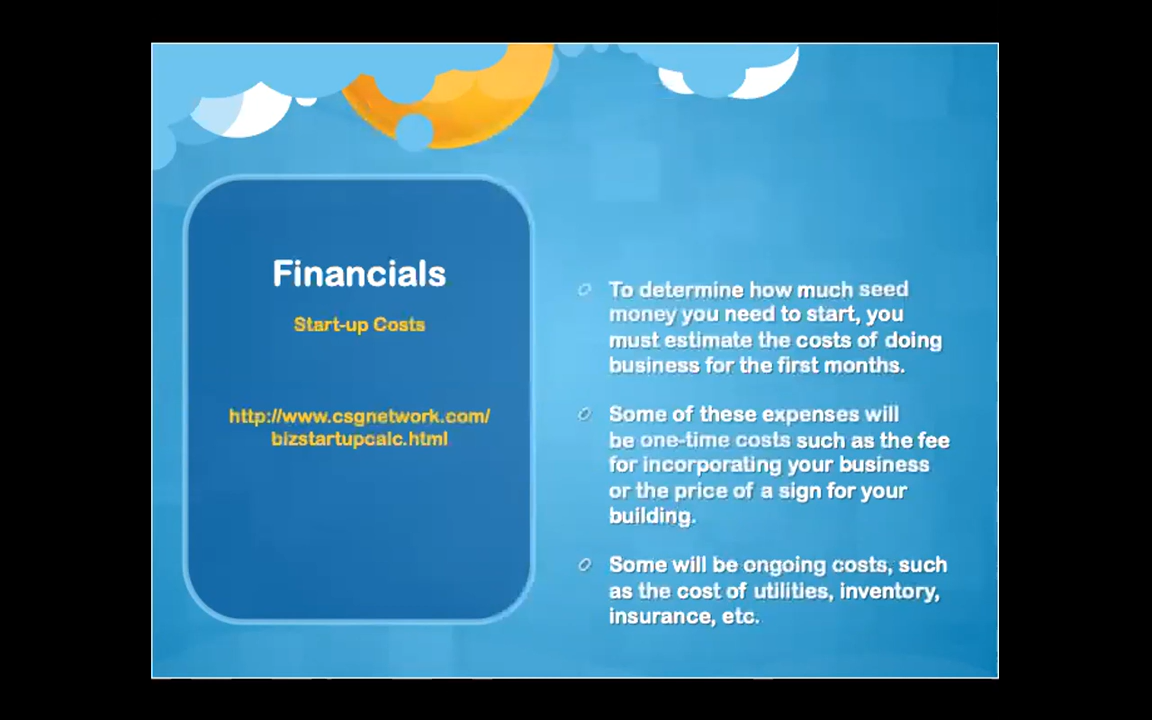 Financials
Start-up Costs
http://www.csgnetwork.com/
bizstartupcalc.html
To determine how much seed
money you need to start, you
must estimate the costs of doing
business for the first months.
Some of these expenses will
be one-time costs such as the fee
for incorporating your business
or the price of a sign for your
building.
Some will be ongoing costs, such
as the cost of utilities, inventory,
insurance, etc.